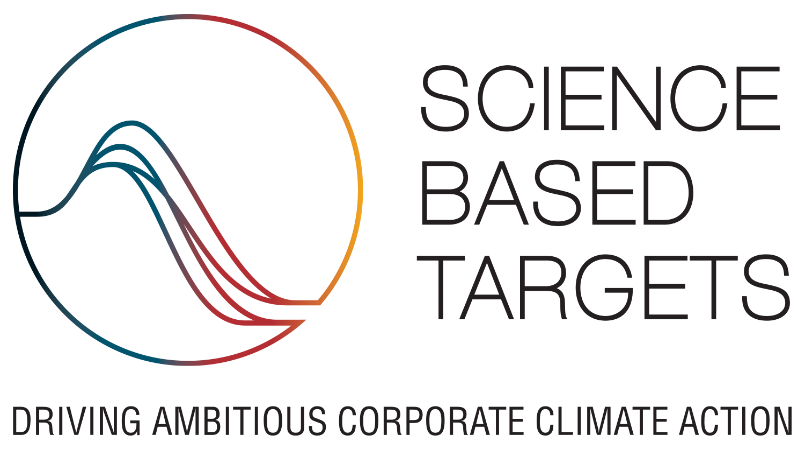 SCIENCE
BASED
TARGETS
DRIVING AMBITIOUS CORPORATE CLIMATE ACTION